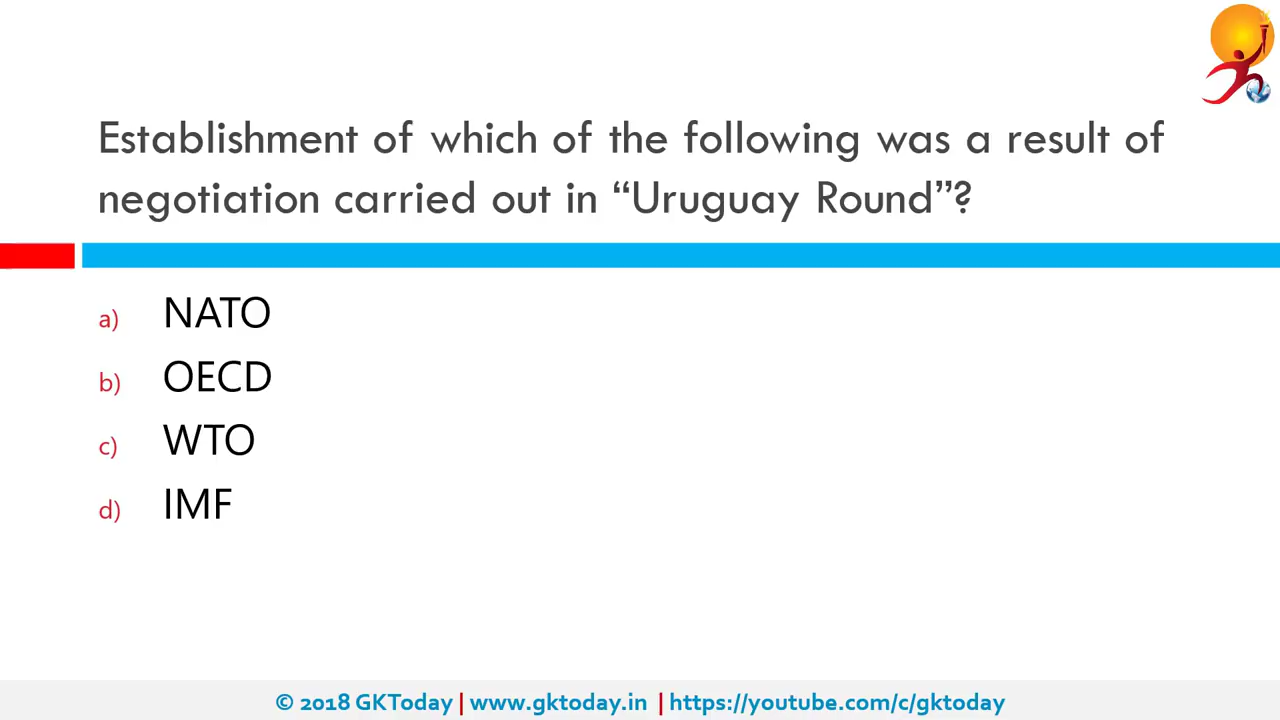 Establishment of which of the following was a result of
negotiation carried out in “Uruguay Round”?
a) NATO
b) OECD
c) WTO
d) IMF
© 2018 GKToday | www.gktoday.in | https://youtube.com/c/gktoday